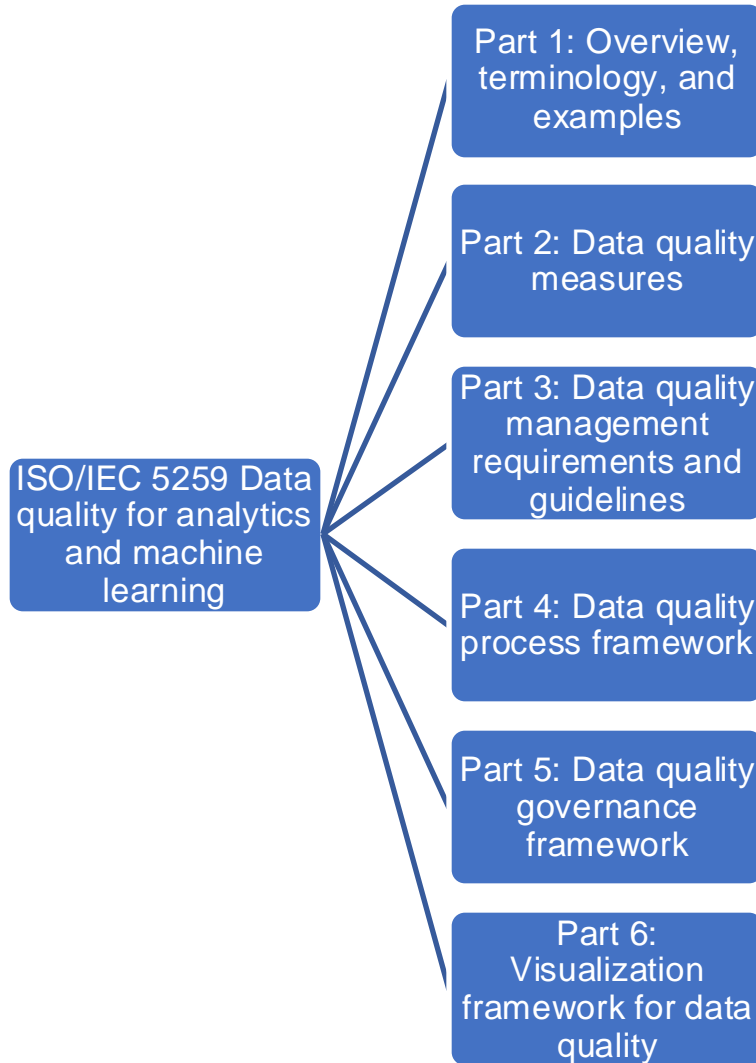 Part 1: Overview,
terminology, and
examples
Part 2: Data quality
measures
Part 3: Data quality
management
requirements and
guidelines
ISO/IEC 5259 Data
quality for analytics
and machine
learning
Part 4: Data quality
process framework
Part 5: Data quality
governance
framework
Part 6:
Visualization
framework for data
quality